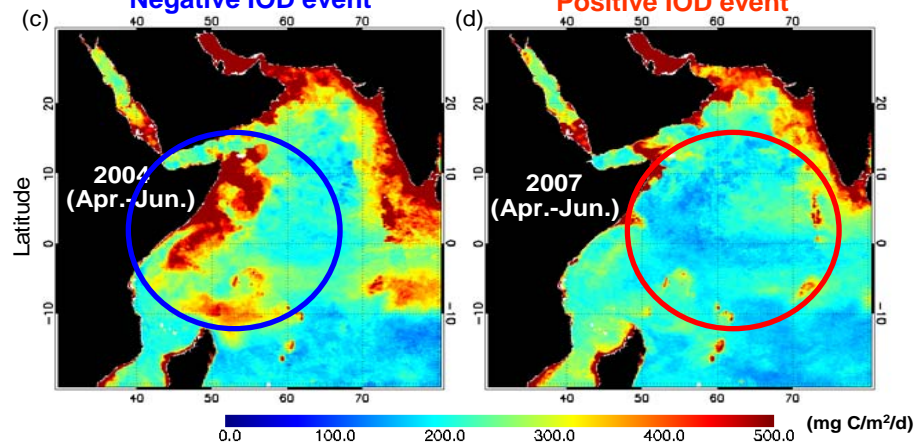 Negative IOD event
Positive IOD event
(c)
(d)
40 50 60 70
40 50 60 70
20
10
0
-10
20
10
0
-10
Latitude
2004
(Apr.-Jun.)
2007
(Apr.-Jun.)
40 50 60 70
40 50 60 70
0.0 100.0 200.0 300.0 400.0 500.0
(mg C/m²/d)